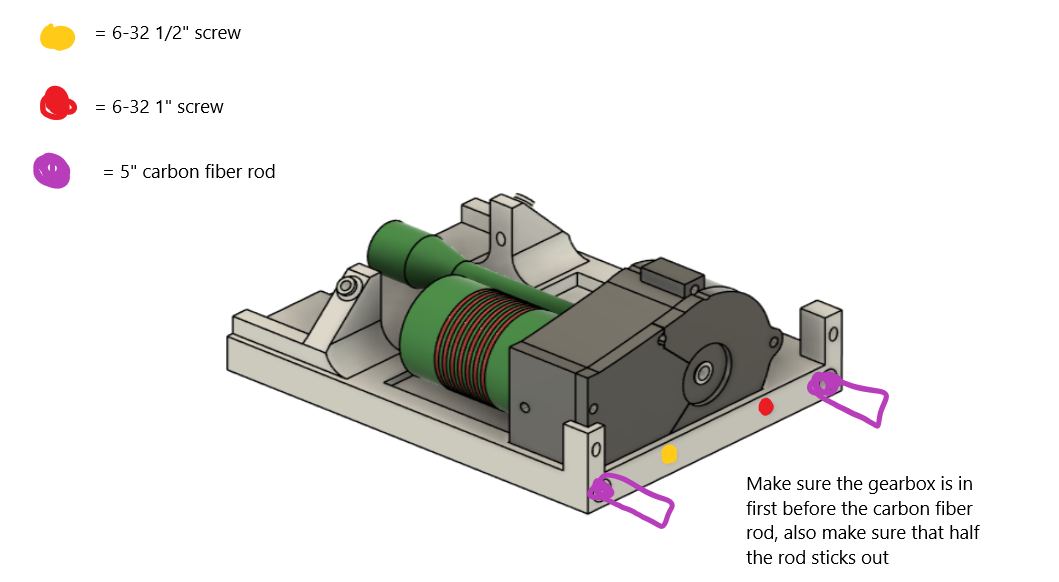 = 6-32 1/2" screw
= 6-32 1" screw
= 5" carbon fiber rod
Make sure the gearbox is in
first before the carbon fiber
rod, also make sure that half
the rod sticks out